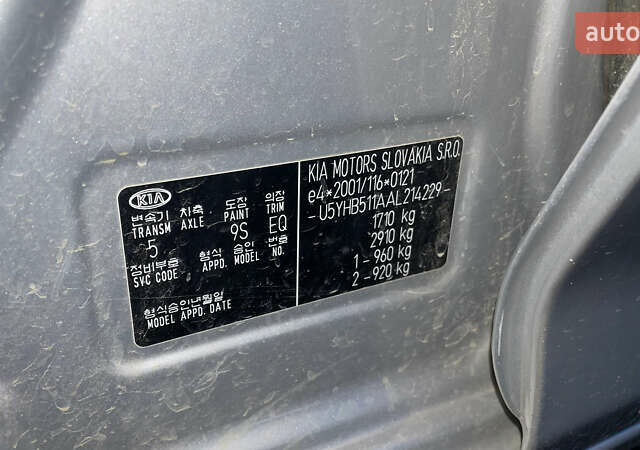 auto
KIA
변속기 차축 도장 의장
TRANSM AXLE PAINT TRIM
5 9S EQ
정비부호 형식 승인 번호
SVC CODE APPD. MODEL NO.
형식승인년월일
MODEL APPD. DATE
KIA MOTORS SLOVAKIA S.R.O.
e4*2001/116*0121
- U5YHB511AAL214229 -
1710 kg
2910 kg
1 - 960 kg
2 - 920 kg